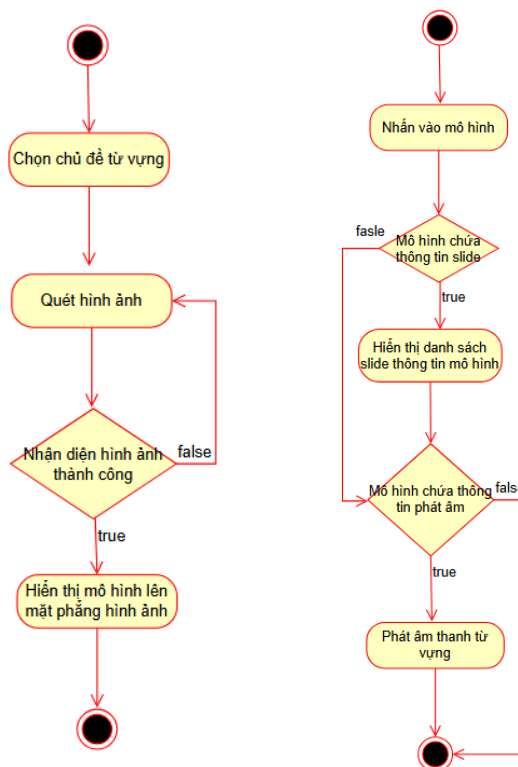 Chọn chủ đề từ vựng
Quét hình ảnh
Nhận diện hình ảnh
thành công
false
true
Hiển thị mô hình lên
mặt phẳng hình ảnh
Nhấn vào mô hình
fasle
Mô hình chứa
thông tin slide
true
Hiển thị danh sách
slide thông tin mô hình
Mô hình chứa thông
tin phát âm
false
true
Phát âm thanh từ
vựng